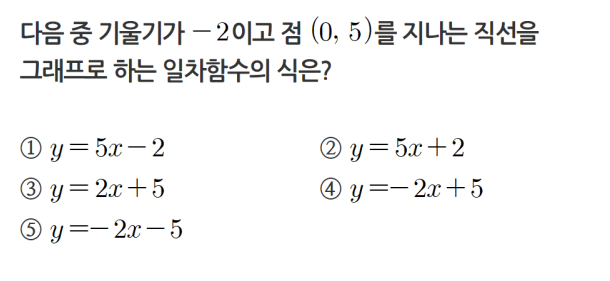 다음 중 기울기가 −2이고 점 (0, 5)를 지나는 직선을
그래프로 하는 일차함수의 식은?
① y=5x−2 ② y=5x+2
③ y=2x+5 ④ y=−2x+5
⑤ y=−2x−5